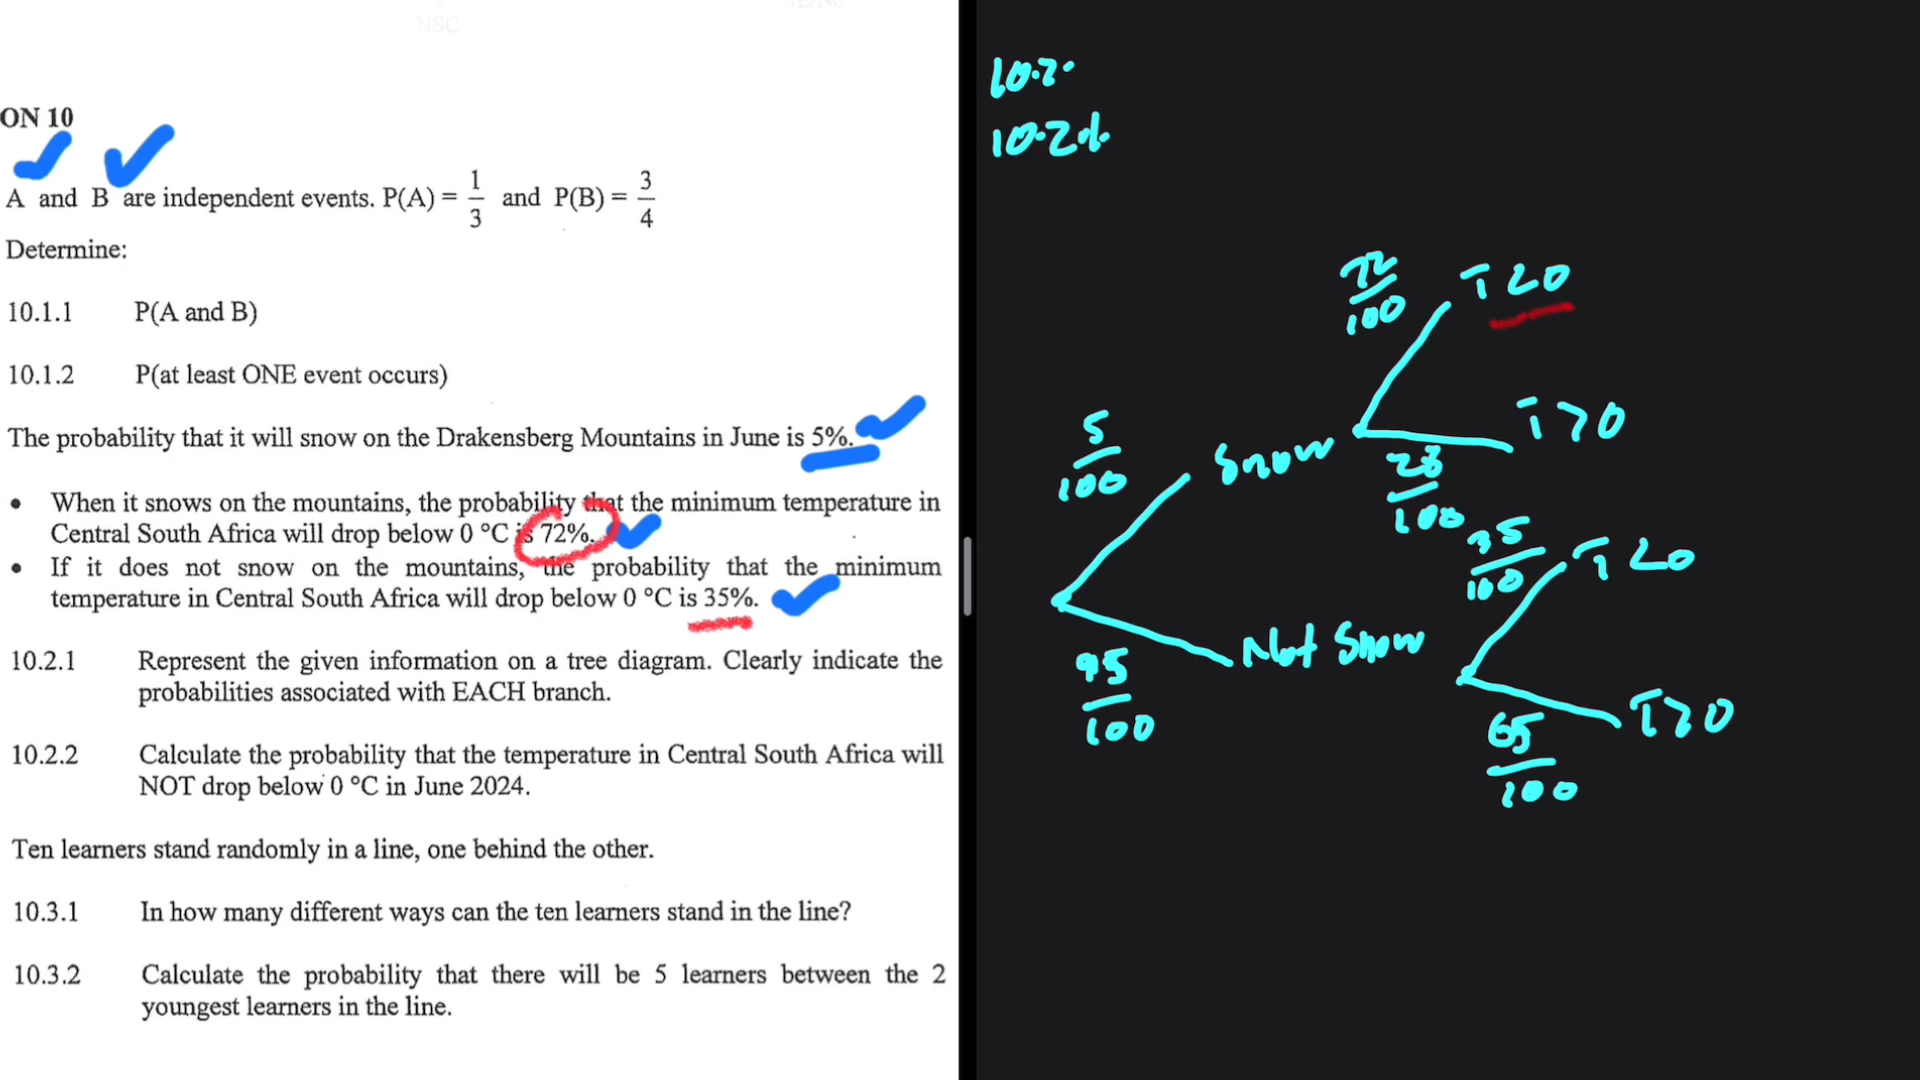 NSC
ON 10
A and B are independent events. P(A) = 1/3 and P(B) = 3/4
Determine:
10.1.1 P(A and B)
10.1.2 P(at least ONE event occurs)
The probability that it will snow on the Drakensberg Mountains in June is 5%.
• When it snows on the mountains, the probability that the minimum temperature in
Central South Africa will drop below 0 °C is 72%.
• If it does not snow on the mountains, the probability that the minimum
temperature in Central South Africa will drop below 0 °C is 35%.
10.2.1 Represent the given information on a tree diagram. Clearly indicate the
probabilities associated with EACH branch.
10.2.2 Calculate the probability that the temperature in Central South Africa will
NOT drop below 0 °C in June 2024.
Ten learners stand randomly in a line, one behind the other.
10.3.1 In how many different ways can the ten learners stand in the line?
10.3.2 Calculate the probability that there will be 5 learners between the 2
youngest learners in the line.
10.2.
72/100
T < 0
5/100
Snow
T > 0
28/100
35/100
T < 0
Not Snow
95/100
T > 0
65/100